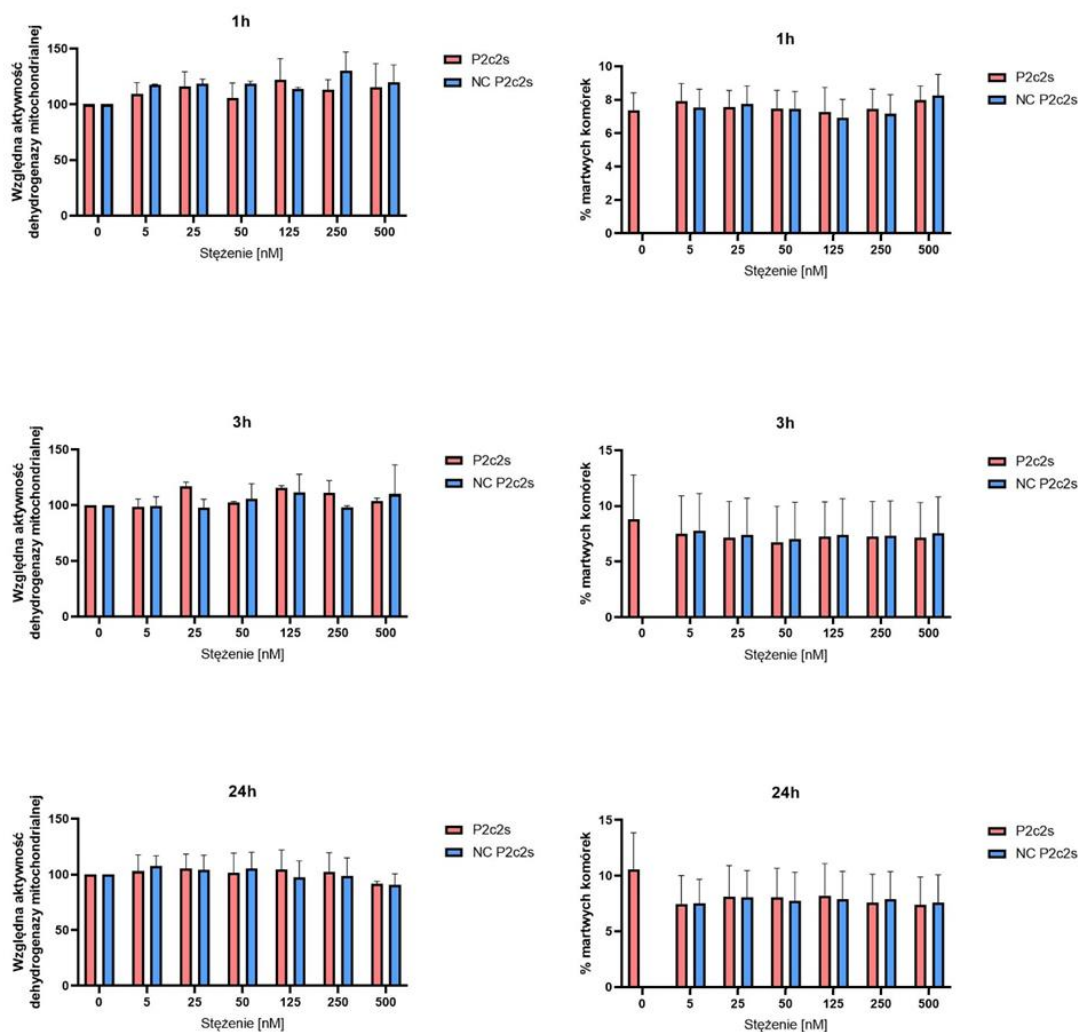 1h
Względna aktywność
dehydrogenazy mitochondrialnej
150
100
50
0
0 5 25 50 125 250 500
Stężenie [nM]
P2c2s
NC P2c2s
1h
% martwych komórek
10
8
6
4
2
0
0 5 25 50 125 250 500
Stężenie [nM]
P2c2s
NC P2c2s
3h
Względna aktywność
dehydrogenazy mitochondrialnej
150
100
50
0
0 5 25 50 125 250 500
Stężenie [nM]
P2c2s
NC P2c2s
3h
% martwych komórek
15
10
5
0
0 5 25 50 125 250 500
Stężenie [nM]
P2c2s
NC P2c2s
24h
Względna aktywność
dehydrogenazy mitochondrialnej
150
100
50
0
0 5 25 50 125 250 500
Stężenie [nM]
P2c2s
NC P2c2s
24h
% martwych komórek
15
10
5
0
0 5 25 50 125 250 500
Stężenie [nM]
P2c2s
NC P2c2s